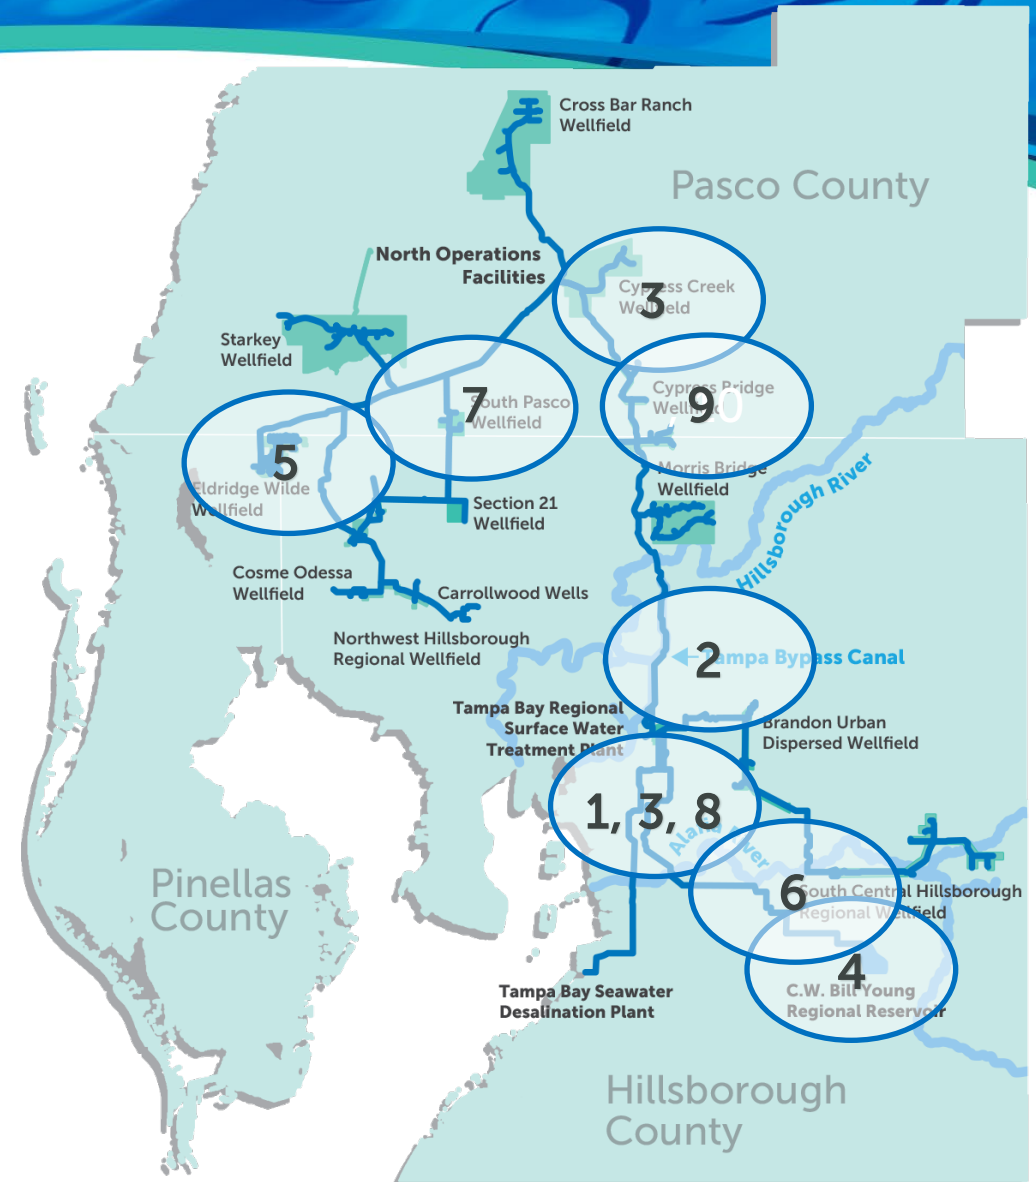 Cross Bar Ranch
Wellfield
Pasco County
North Operations
Facilities
Cypress Creek
Wellfield
3
Starkey
Wellfield
7
South Pasco
Wellfield
Cypress Bridge
Wellfield
9
5
Eldridge Wilde
Wellfield
Morris Bridge
Wellfield
Hillsborough River
Section 21
Wellfield
Cosme Odessa
Wellfield
Carrollwood Wells
Northwest Hillsborough
Regional Wellfield
2
Tampa Bypass Canal
Tampa Bay Regional
Surface Water
Treatment Plant
Brandon Urban
Dispersed Wellfield
1, 3, 8
Alafia River
Pinellas
County
6
South Central Hillsborough
Regional Wellfield
4
C.W. Bill Young
Regional Reservoir
Tampa Bay Seawater
Desalination Plant
Hillsborough
County